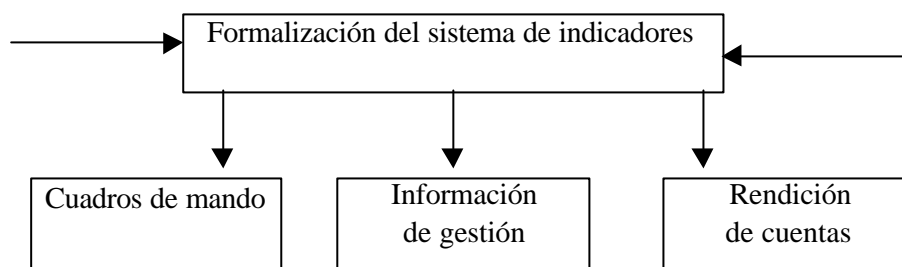 Formalización del sistema de indicadores
Cuadros de mando
Información
de gestión
Rendición
de cuentas